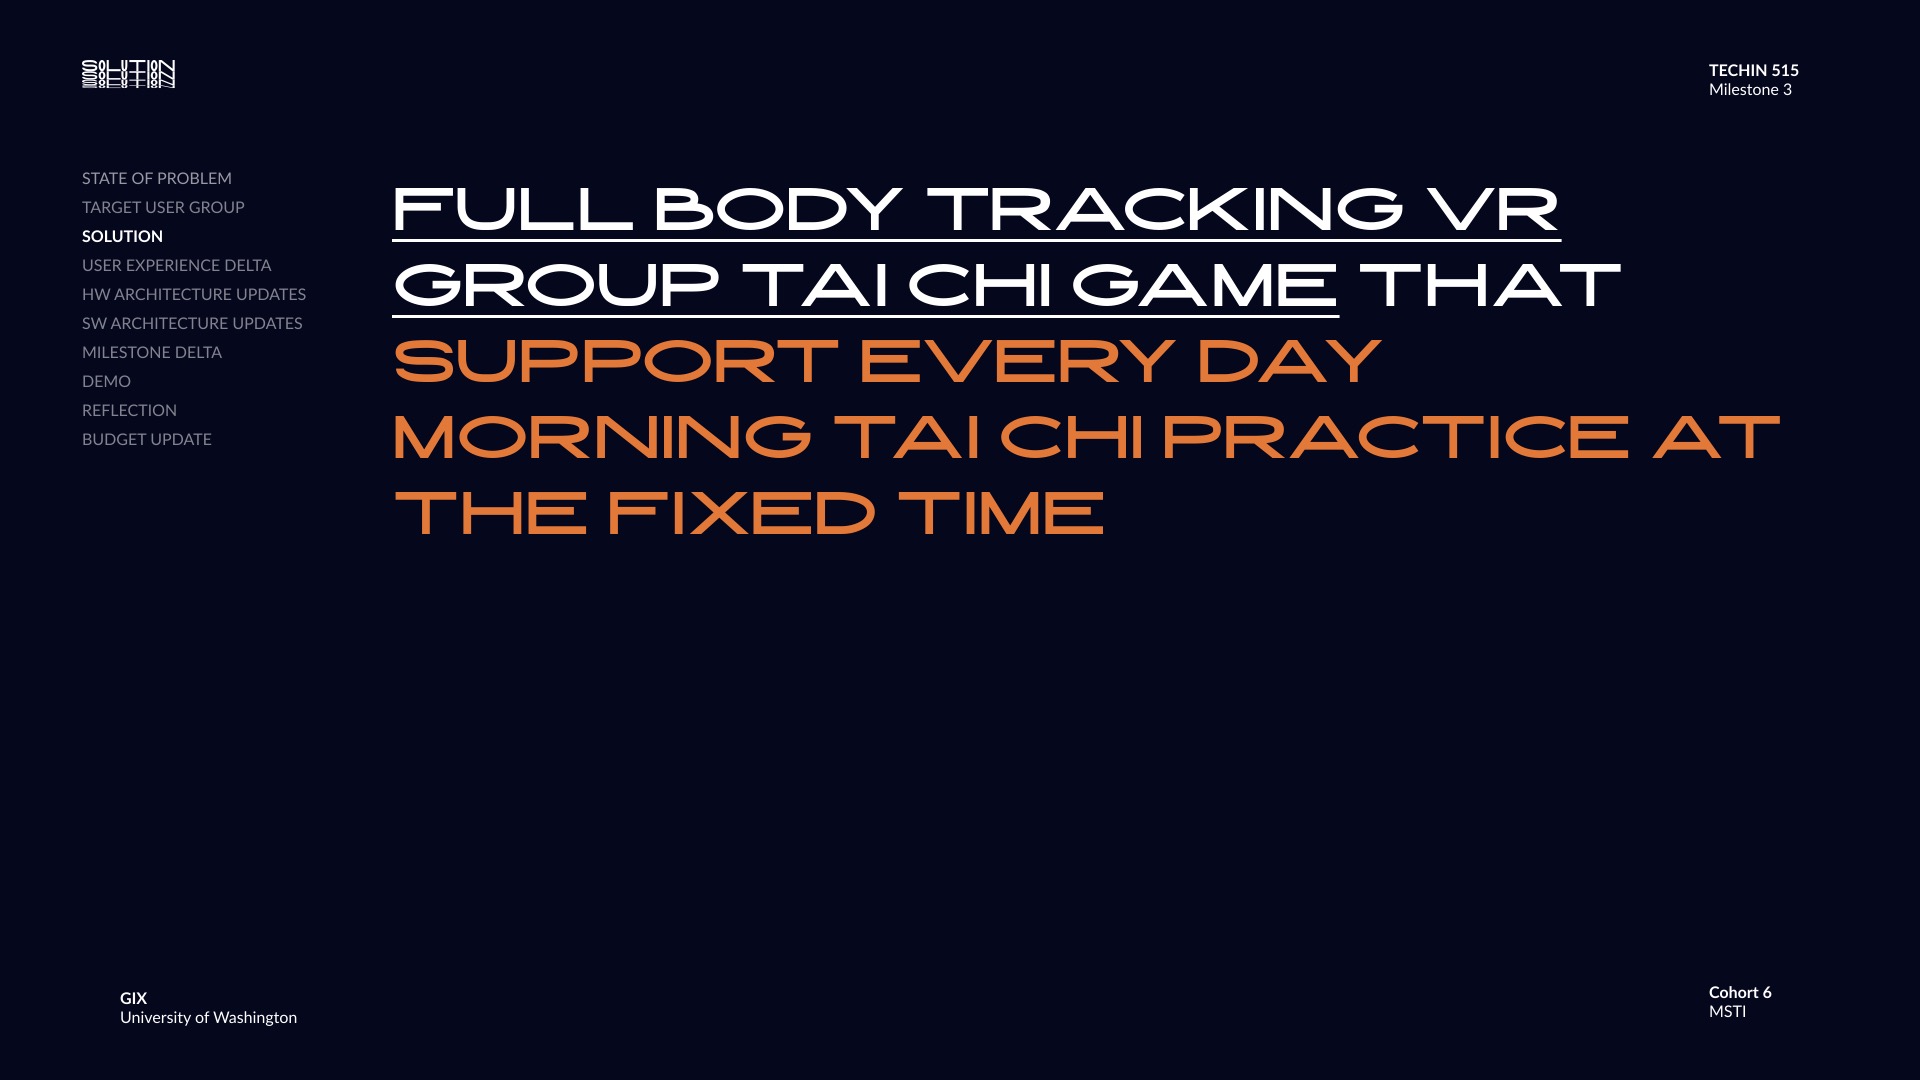 SOLUTION
SOLUTION
SOLUTION
TECHIN 515
Milestone 3
STATE OF PROBLEM
TARGET USER GROUP
SOLUTION
USER EXPERIENCE DELTA
HW ARCHITECTURE UPDATES
SW ARCHITECTURE UPDATES
MILESTONE DELTA
DEMO
REFLECTION
BUDGET UPDATE
FULL BODY TRACKING VR
GROUP TAI CHI GAME THAT
SUPPORT EVERY DAY
MORNING TAI CHI PRACTICE AT
THE FIXED TIME
GIX
University of Washington
Cohort 6
MSTI